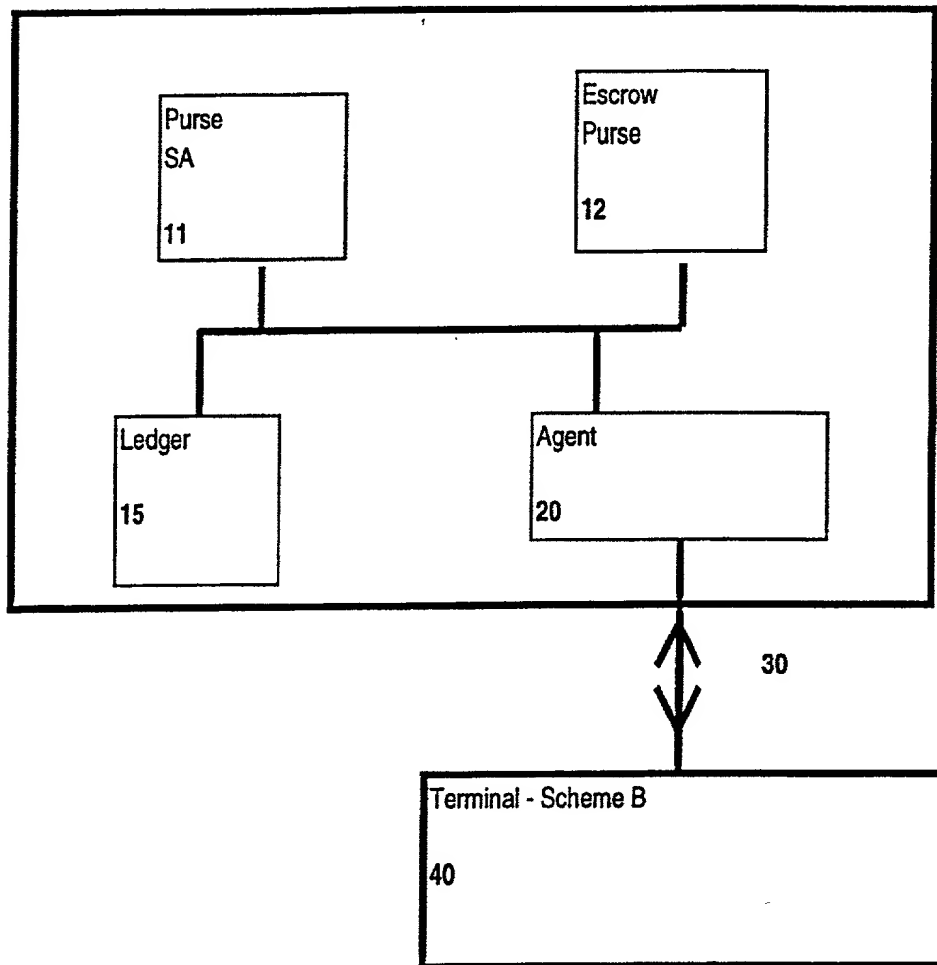 Purse
SA
11
Escrow
Purse
12
Ledger
15
Agent
20
30
Terminal - Scheme B
40